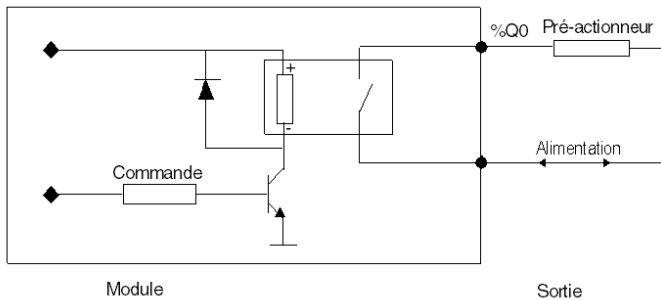 %Q0
Pré-actionneur
+
-
Alimentation
Commande
Module
Sortie